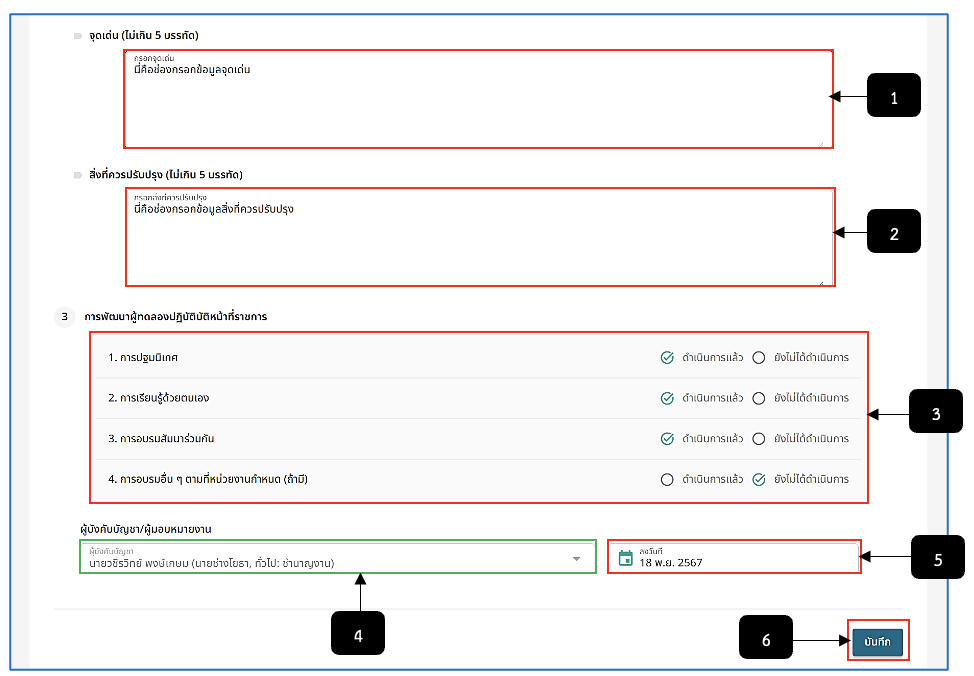 จุดเด่น (ไม่เกิน 5 บรรทัด)
กรอกจุดเด่น
นี่คือช่องกรอกข้อมูลจุดเด่น
1
สิ่งที่ควรปรับปรุง (ไม่เกิน 5 บรรทัด)
กรอกสิ่งที่ควรปรับปรุง
นี่คือช่องกรอกข้อมูลสิ่งที่ควรปรับปรุง
2
3 การพัฒนาผู้ทดลองปฏิบัติบัติหน้าที่ราชการ
1. การปฐมนิเทศ ดำเนินการแล้ว ยังไม่ได้ดำเนินการ
2. การเรียนรู้ด้วยตนเอง ดำเนินการแล้ว ยังไม่ได้ดำเนินการ
3
3. การอบรมสัมนาร่วมกัน ดำเนินการแล้ว ยังไม่ได้ดำเนินการ
4. การอบรมอื่น ๆ ตามที่หน่วยงานกำหนด (ถ้ามี) ดำเนินการแล้ว ยังไม่ได้ดำเนินการ
ผู้บังคับบัญชา/ผู้มอบหมายงาน
ผู้บังคับบัญชา
นายวชิรวิทย์ พงษ์เกษม (นายช่างโยธา, ทั่วไป: ชำนาญงาน)
ลงวันที่
18 พ.ย. 2567
5
4
6
บันทึก